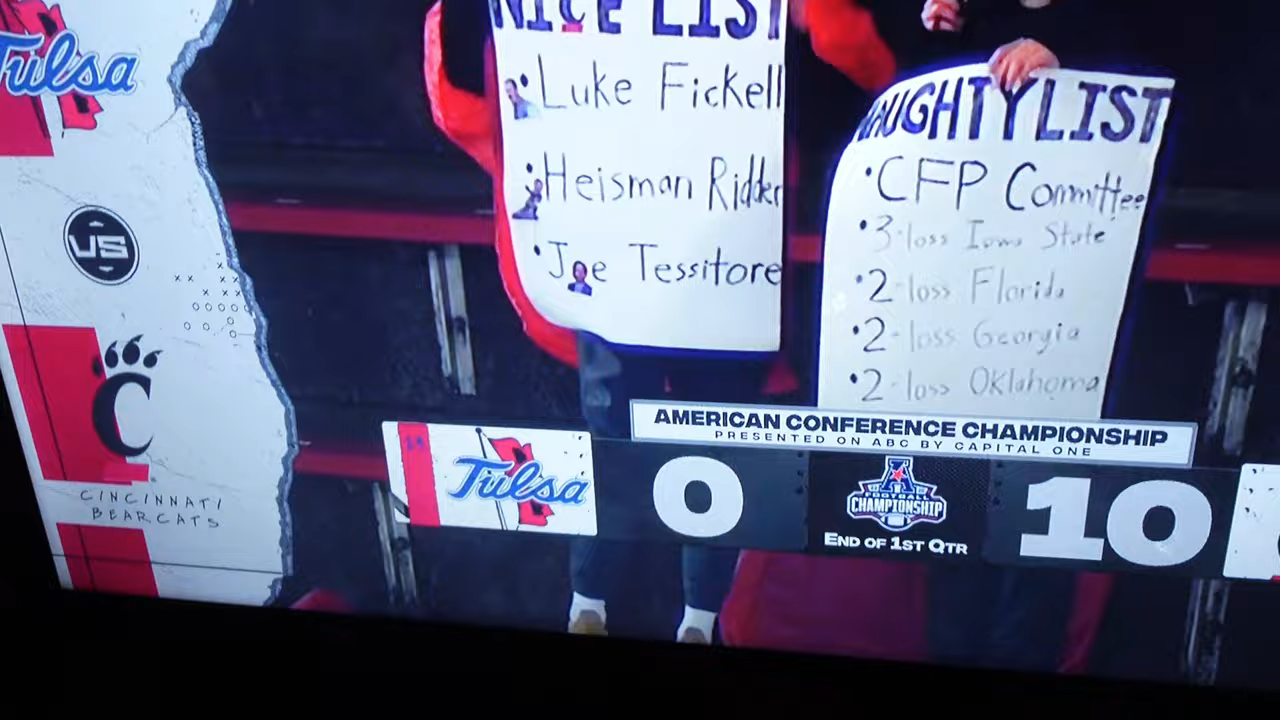 NICE LIST
• Luke Fickell
• Heisman Ridder
• Joe Tessitore
NAUGHTY LIST
• CFP Committee
• 3-loss Iowa State
• 2-loss Florida
• 2-loss Georgia
• 2-loss Oklahoma
Tulsa
VS
C
CINCINNATI
BEARCATS
AMERICAN CONFERENCE CHAMPIONSHIP
PRESENTED ON ABC BY CAPITAL ONE
Tulsa
0
A
FOOTBALL
CHAMPIONSHIP
END OF 1ST QTR
10